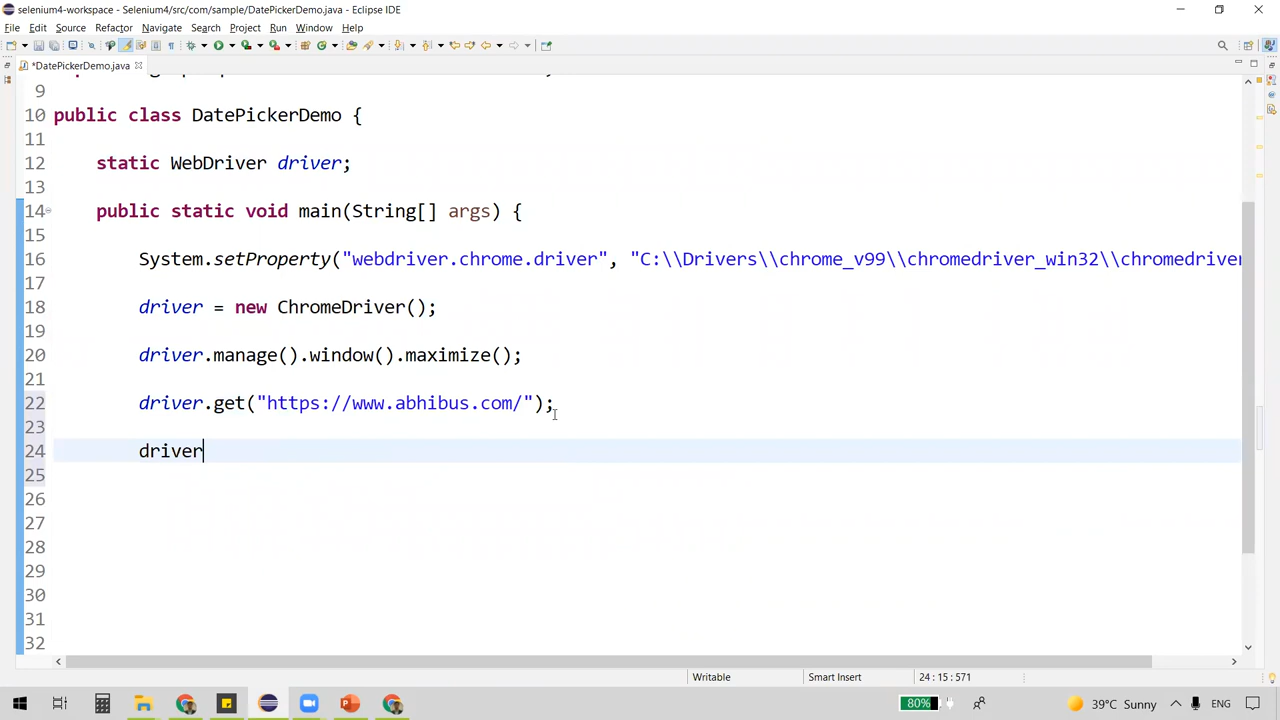 selenium4-workspace - Selenium4/src/com/sample/DatePickerDemo.java - Eclipse IDE
File Edit Source Refactor Navigate Search Project Run Window Help
*DatePickerDemo.java
9
10 public class DatePickerDemo {
11
12 static WebDriver driver;
13
14 public static void main(String[] args) {
15
16 System.setProperty("webdriver.chrome.driver", "C:\\Drivers\\chrome_v99\\chromedriver_win32\\chromedriver
17
18 driver = new ChromeDriver();
19
20 driver.manage().window().maximize();
21
22 driver.get("https://www.abhibus.com/");
23
24 driver
25
26
27
28
29
30
31
32
Writable Smart Insert 24 : 15 : 571
80% 39°C Sunny ENG